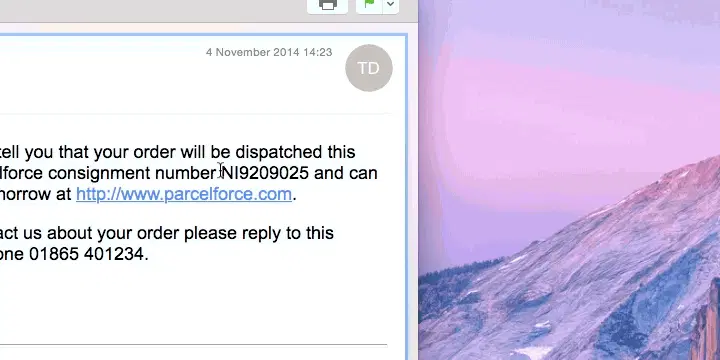 4 November 2014 14:23
TD
tell you that your order will be dispatched this
lforce consignment number NI9209025 and can
morrow at http://www.parcelforce.com.
act us about your order please reply to this
one 01865 401234.